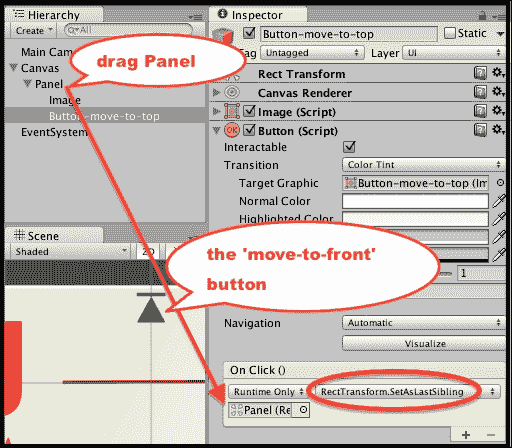 Hierarchy
Create
All
Main Cam
Canvas
Panel
Image
Button-move-to-top
EventSystem
drag Panel
Scene
Shaded
2D
the 'move-to-front'
button
Inspector
Button-move-to-top
Static
Tag
Untagged
Layer
UI
Rect Transform
Canvas Renderer
Image (Script)
Button (Script)
Interactable
Transition
Color Tint
Target Graphic
Button-move-to-top (Im
Normal Color
Highlighted Color
1
Navigation
Automatic
Visualize
On Click ()
Runtime Only
RectTransform.SetAsLastSibling
Panel (Re